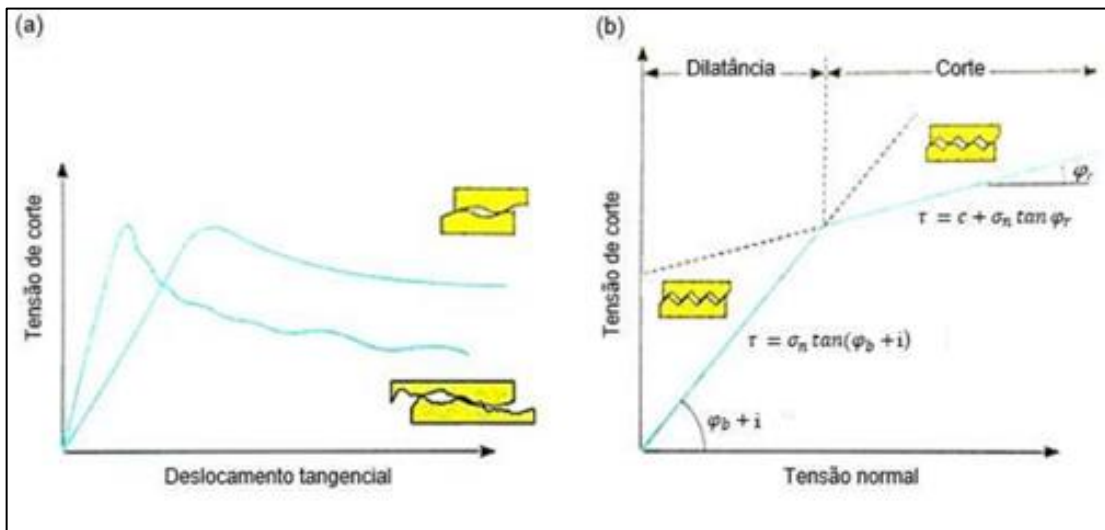 (a)
Tensão de corte
Deslocamento tangencial
(b)
Dilatância
Corte
Tensão de corte
φr
τ = c + σn tan φr
τ = σn tan(φb + i)
φb + i
Tensão normal